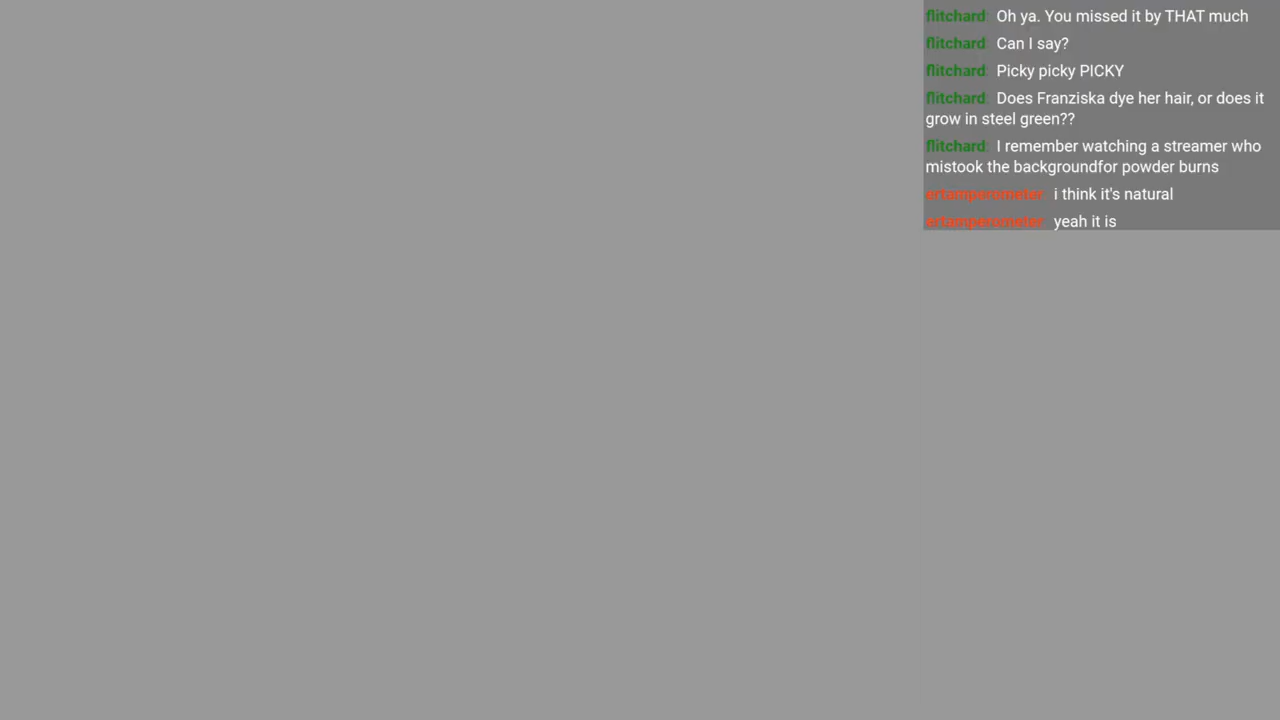 flitchard: Oh ya. You missed it by THAT much
flitchard: Can I say?
flitchard: Picky picky PICKY
flitchard: Does Franziska dye her hair, or does it
grow in steel green??
flitchard: I remember watching a streamer who
mistook the backgroundfor powder burns
i think it's natural
yeah it is